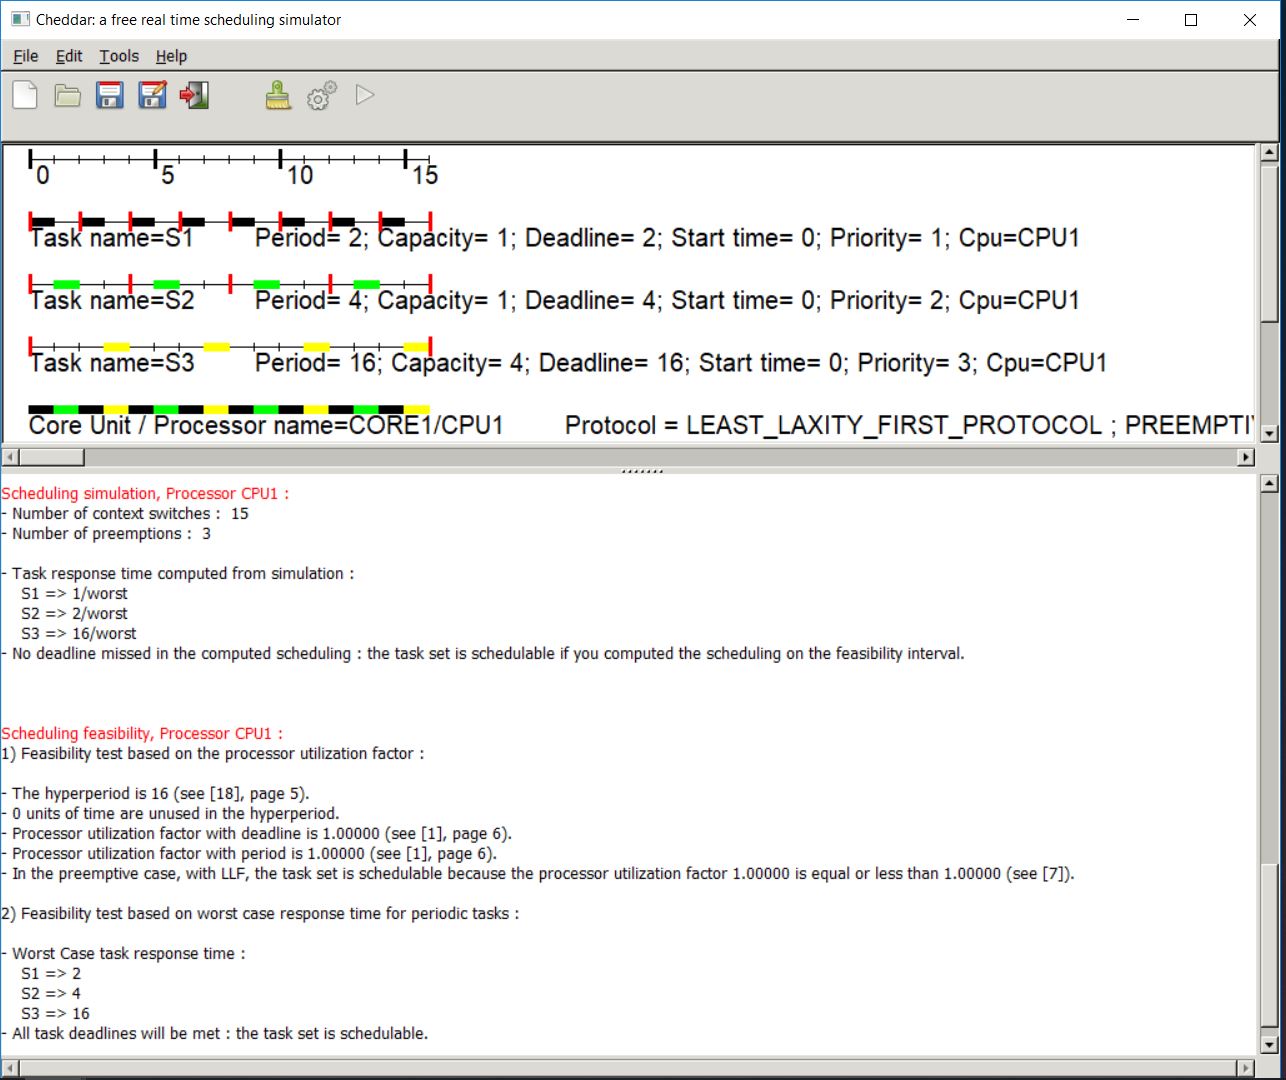 Cheddar: a free real time scheduling simulator
File Edit Tools Help
0 5 10 15
Task name=S1 Period= 2; Capacity= 1; Deadline= 2; Start time= 0; Priority= 1; Cpu=CPU1
Task name=S2 Period= 4; Capacity= 1; Deadline= 4; Start time= 0; Priority= 2; Cpu=CPU1
Task name=S3 Period= 16; Capacity= 4; Deadline= 16; Start time= 0; Priority= 3; Cpu=CPU1
Core Unit / Processor name=CORE1/CPU1 Protocol = LEAST_LAXITY_FIRST_PROTOCOL ; PREEMPTI
Scheduling simulation, Processor CPU1 :
- Number of context switches : 15
- Number of preemptions : 3
- Task response time computed from simulation :
S1 => 1/worst
S2 => 2/worst
S3 => 16/worst
- No deadline missed in the computed scheduling : the task set is schedulable if you computed the scheduling on the feasibility interval.
Scheduling feasibility, Processor CPU1 :
1) Feasibility test based on the processor utilization factor :
- The hyperperiod is 16 (see [18], page 5).
- 0 units of time are unused in the hyperperiod.
- Processor utilization factor with deadline is 1.00000 (see [1], page 6).
- Processor utilization factor with period is 1.00000 (see [1], page 6).
- In the preemptive case, with LLF, the task set is schedulable because the processor utilization factor 1.00000 is equal or less than 1.00000 (see [7]).
2) Feasibility test based on worst case response time for periodic tasks :
- Worst Case task response time :
S1 => 2
S2 => 4
S3 => 16
- All task deadlines will be met : the task set is schedulable.